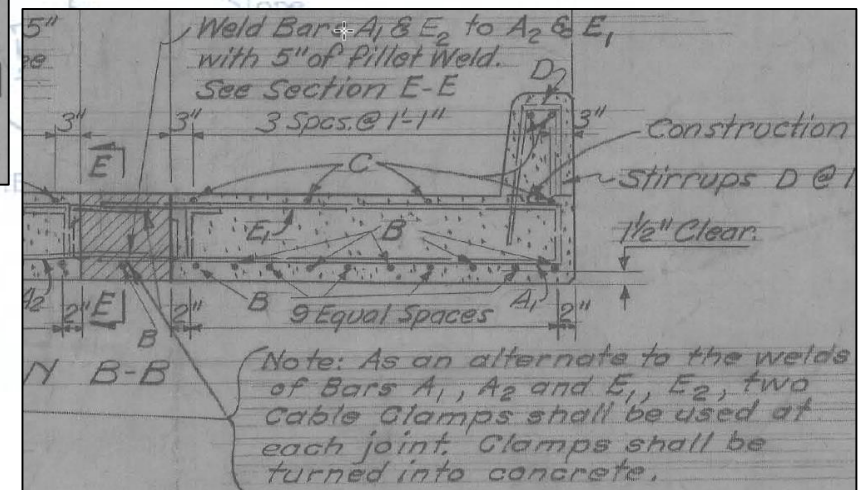 5"
Weld Bars A1 & E2 to A2 & E1
with 5" of fillet Weld.
See Section E-E
D
3"
3"
3 Spcs. @ 1'-1"
3"
Construction
E
C
Stirrups D @ 1
E1
B
1½" Clear.
A2
2"
E
2"
B
9 Equal Spaces
A1
2"
B
N B-B
Note: As an alternate to the welds
of Bars A1, A2 and E1, E2, two
Cable Clamps shall be used at
each joint. Clamps shall be
turned into concrete.